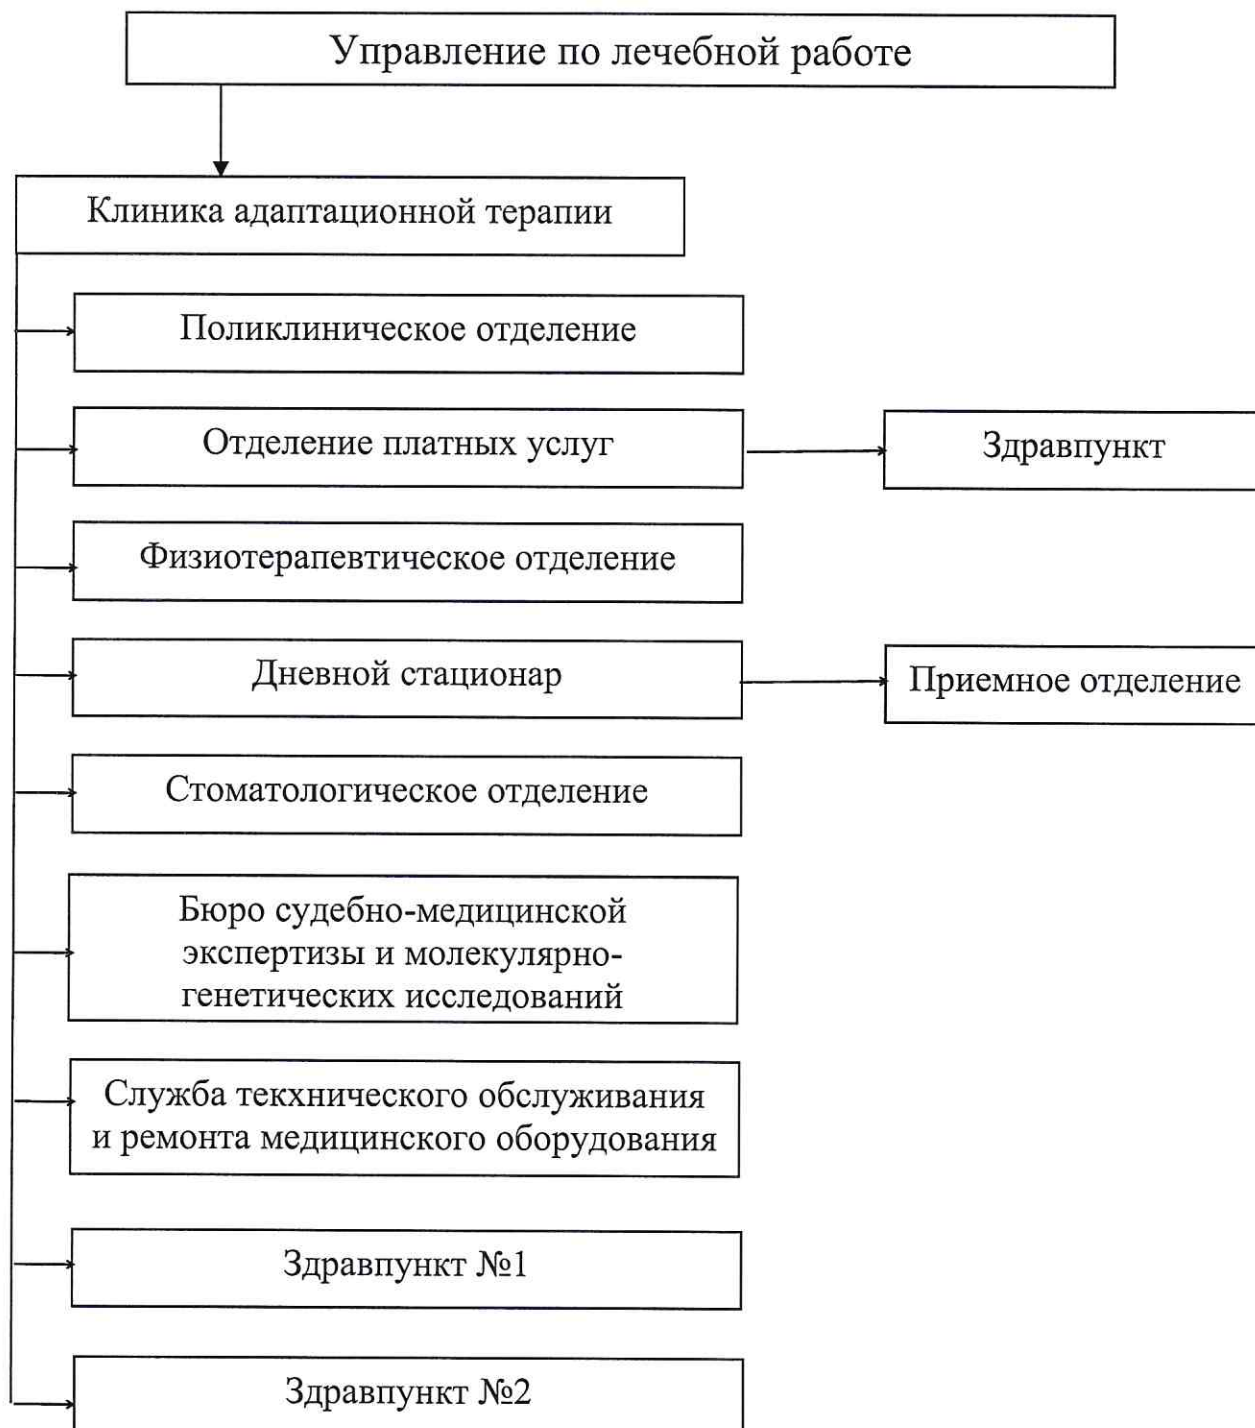 Управление по лечебной работе
Клиника адаптационной терапии
Поликлиническое отделение
Отделение платных услуг
Здравпункт
Физиотерапевтическое отделение
Дневной стационар
Приемное отделение
Стоматологическое отделение
Бюро судебно-медицинской
экспертизы и молекулярно-
генетических исследований
Служба текхнического обслуживания
и ремонта медицинского оборудования
Здравпункт №1
Здравпункт №2